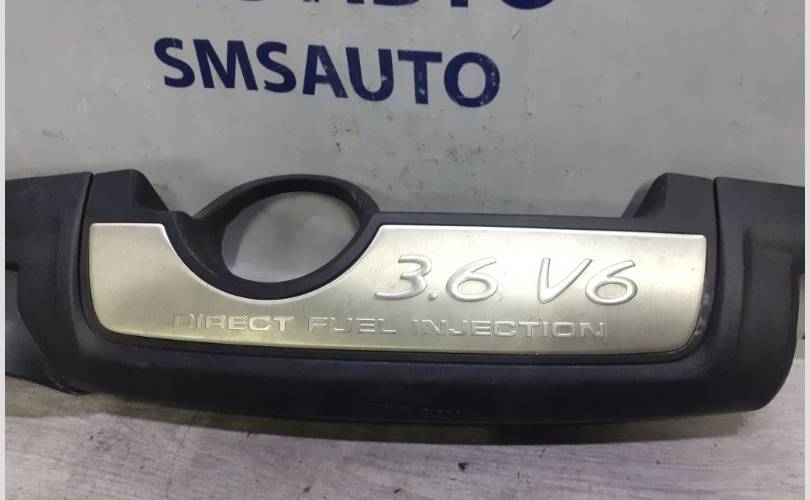 SMSAUTO
3.6 V6
DIRECT FUEL INJECTION